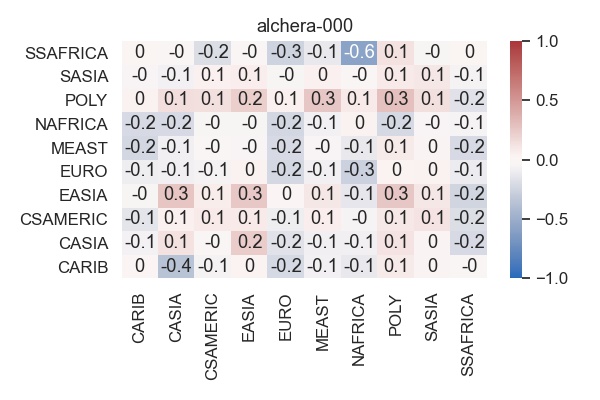 alchera-000
SSAFRICA 0 -0 -0.2 -0 -0.3 -0.1 -0.6 0.1 -0 0
SASIA -0 -0.1 0.1 0.1 -0 0 -0 0.1 0.1 -0.1
POLY 0 0.1 0.1 0.2 0.1 0.3 0.1 0.3 0.1 -0.2
NAFRICA -0.2 -0.2 -0 -0 -0.2 -0.1 0 -0.2 -0 -0.1
MEAST -0.2 -0.1 -0 -0 -0.2 -0 -0.1 0.1 0 -0.2
EURO -0.1 -0.1 -0.1 0 -0.2 -0.1 -0.3 0 0 -0.1
EASIA -0 0.3 0.1 0.3 0 0.1 -0.1 0.3 0.1 -0.2
CSAMERIC -0.1 0.1 0.1 0.1 -0.1 0.1 -0 0.1 0.1 -0.2
CASIA -0.1 0.1 -0 0.2 -0.2 -0.1 -0.1 0.1 0 -0.2
CARIB 0 -0.4 -0.1 0 -0.2 -0.1 -0.1 0.1 0 -0
CARIB CASIA CSAMERIC EASIA EURO MEAST NAFRICA POLY SASIA SSAFRICA
1.0
0.5
0.0
−0.5
−1.0